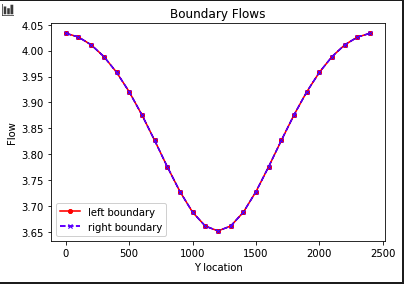 Boundary Flows
4.05
4.00
3.95
3.90
3.85
3.80
3.75
3.70
3.65
Flow
left boundary
right boundary
0 500 1000 1500 2000 2500
Y location